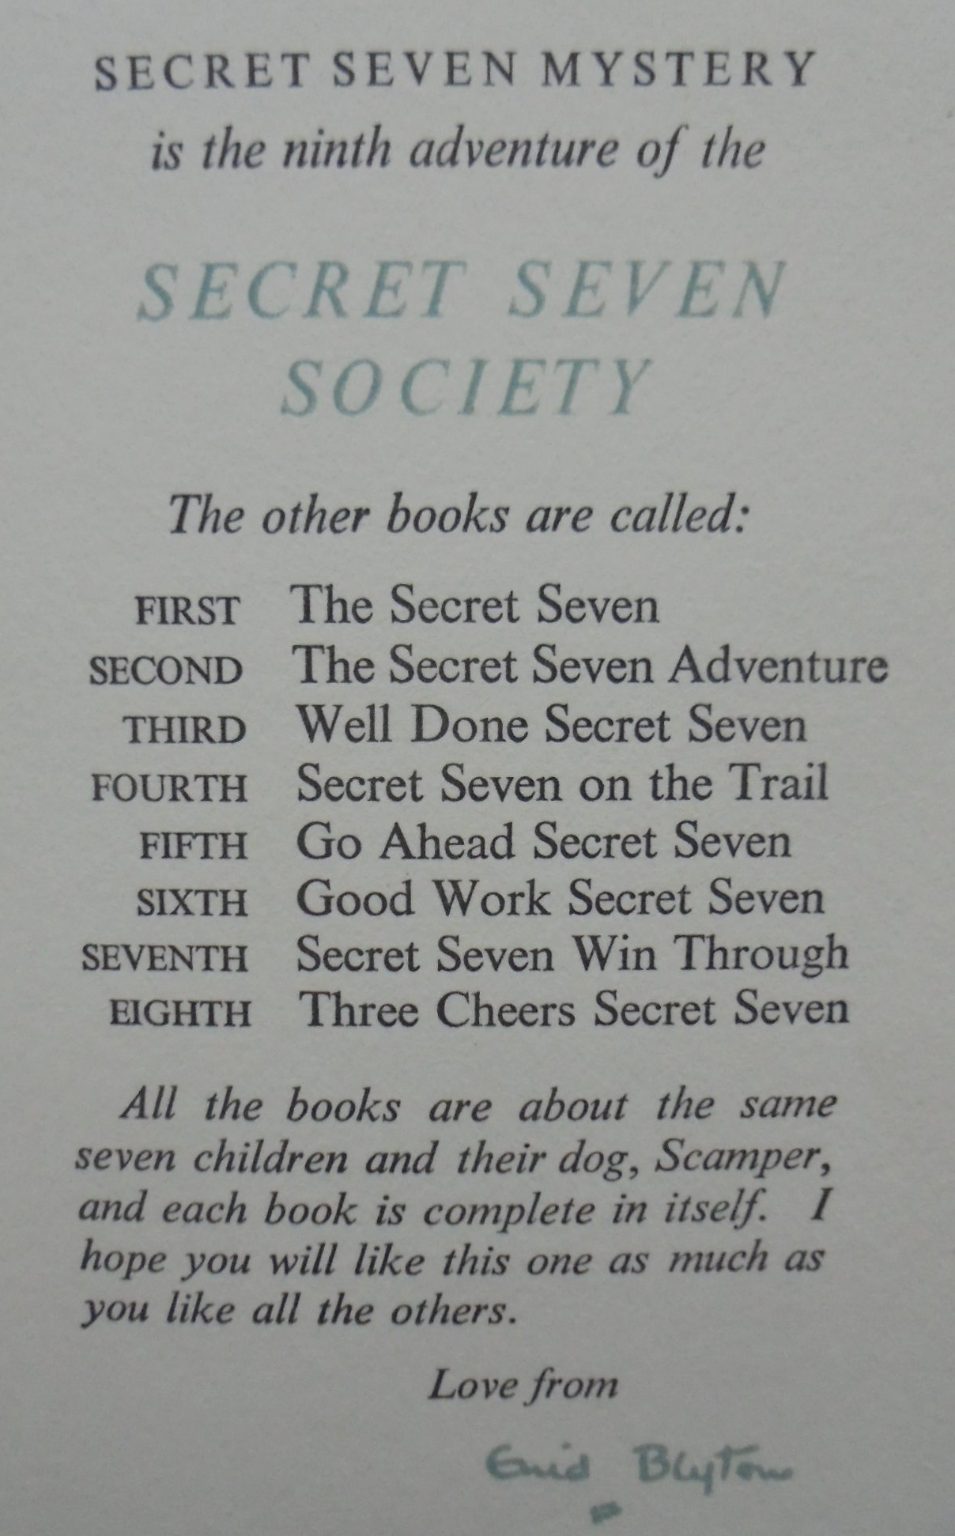 SECRET SEVEN MYSTERY
is the ninth adventure of the
SECRET SEVEN
SOCIETY
The other books are called:
FIRST The Secret Seven
SECOND The Secret Seven Adventure
THIRD Well Done Secret Seven
FOURTH Secret Seven on the Trail
FIFTH Go Ahead Secret Seven
SIXTH Good Work Secret Seven
SEVENTH Secret Seven Win Through
EIGHTH Three Cheers Secret Seven
All the books are about the same
seven children and their dog, Scamper,
and each book is complete in itself. I
hope you will like this one as much as
you like all the others.
Love from
Enid Blyton